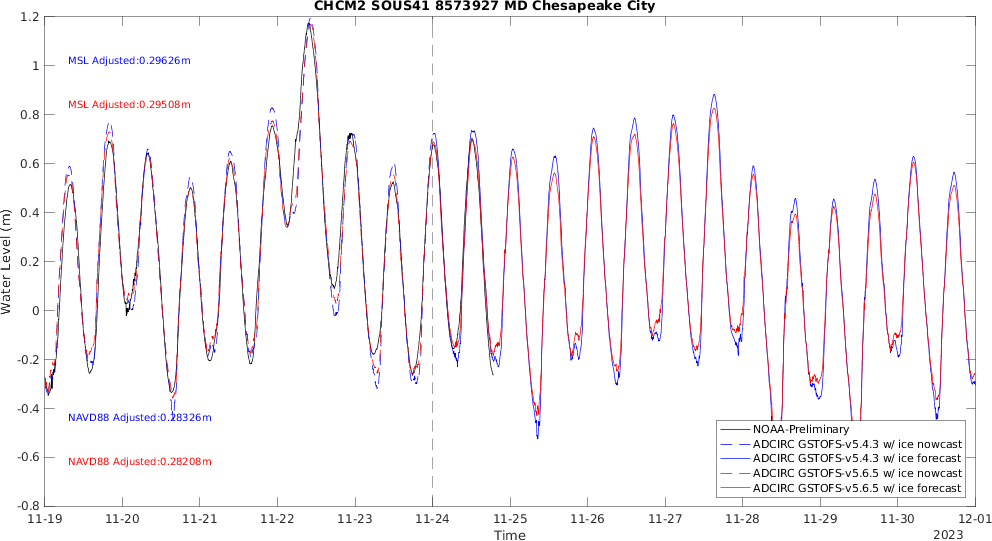 CHCM2 SOUS41 8573927 MD Chesapeake City
1.2
1
0.8
0.6
0.4
0.2
0
-0.2
-0.4
-0.6
-0.8
Water Level (m)
MSL Adjusted:0.29626m
MSL Adjusted:0.29508m
NAVD88 Adjusted:0.28326m
NAVD88 Adjusted:0.28208m
NOAA-Preliminary
ADCIRC GSTOFS-v5.4.3 w/ ice nowcast
ADCIRC GSTOFS-v5.4.3 w/ ice forecast
ADCIRC GSTOFS-v5.6.5 w/ ice nowcast
ADCIRC GSTOFS-v5.6.5 w/ ice forecast
11-19 11-20 11-21 11-22 11-23 11-24 11-25 11-26 11-27 11-28 11-29 11-30 12-01
Time
2023